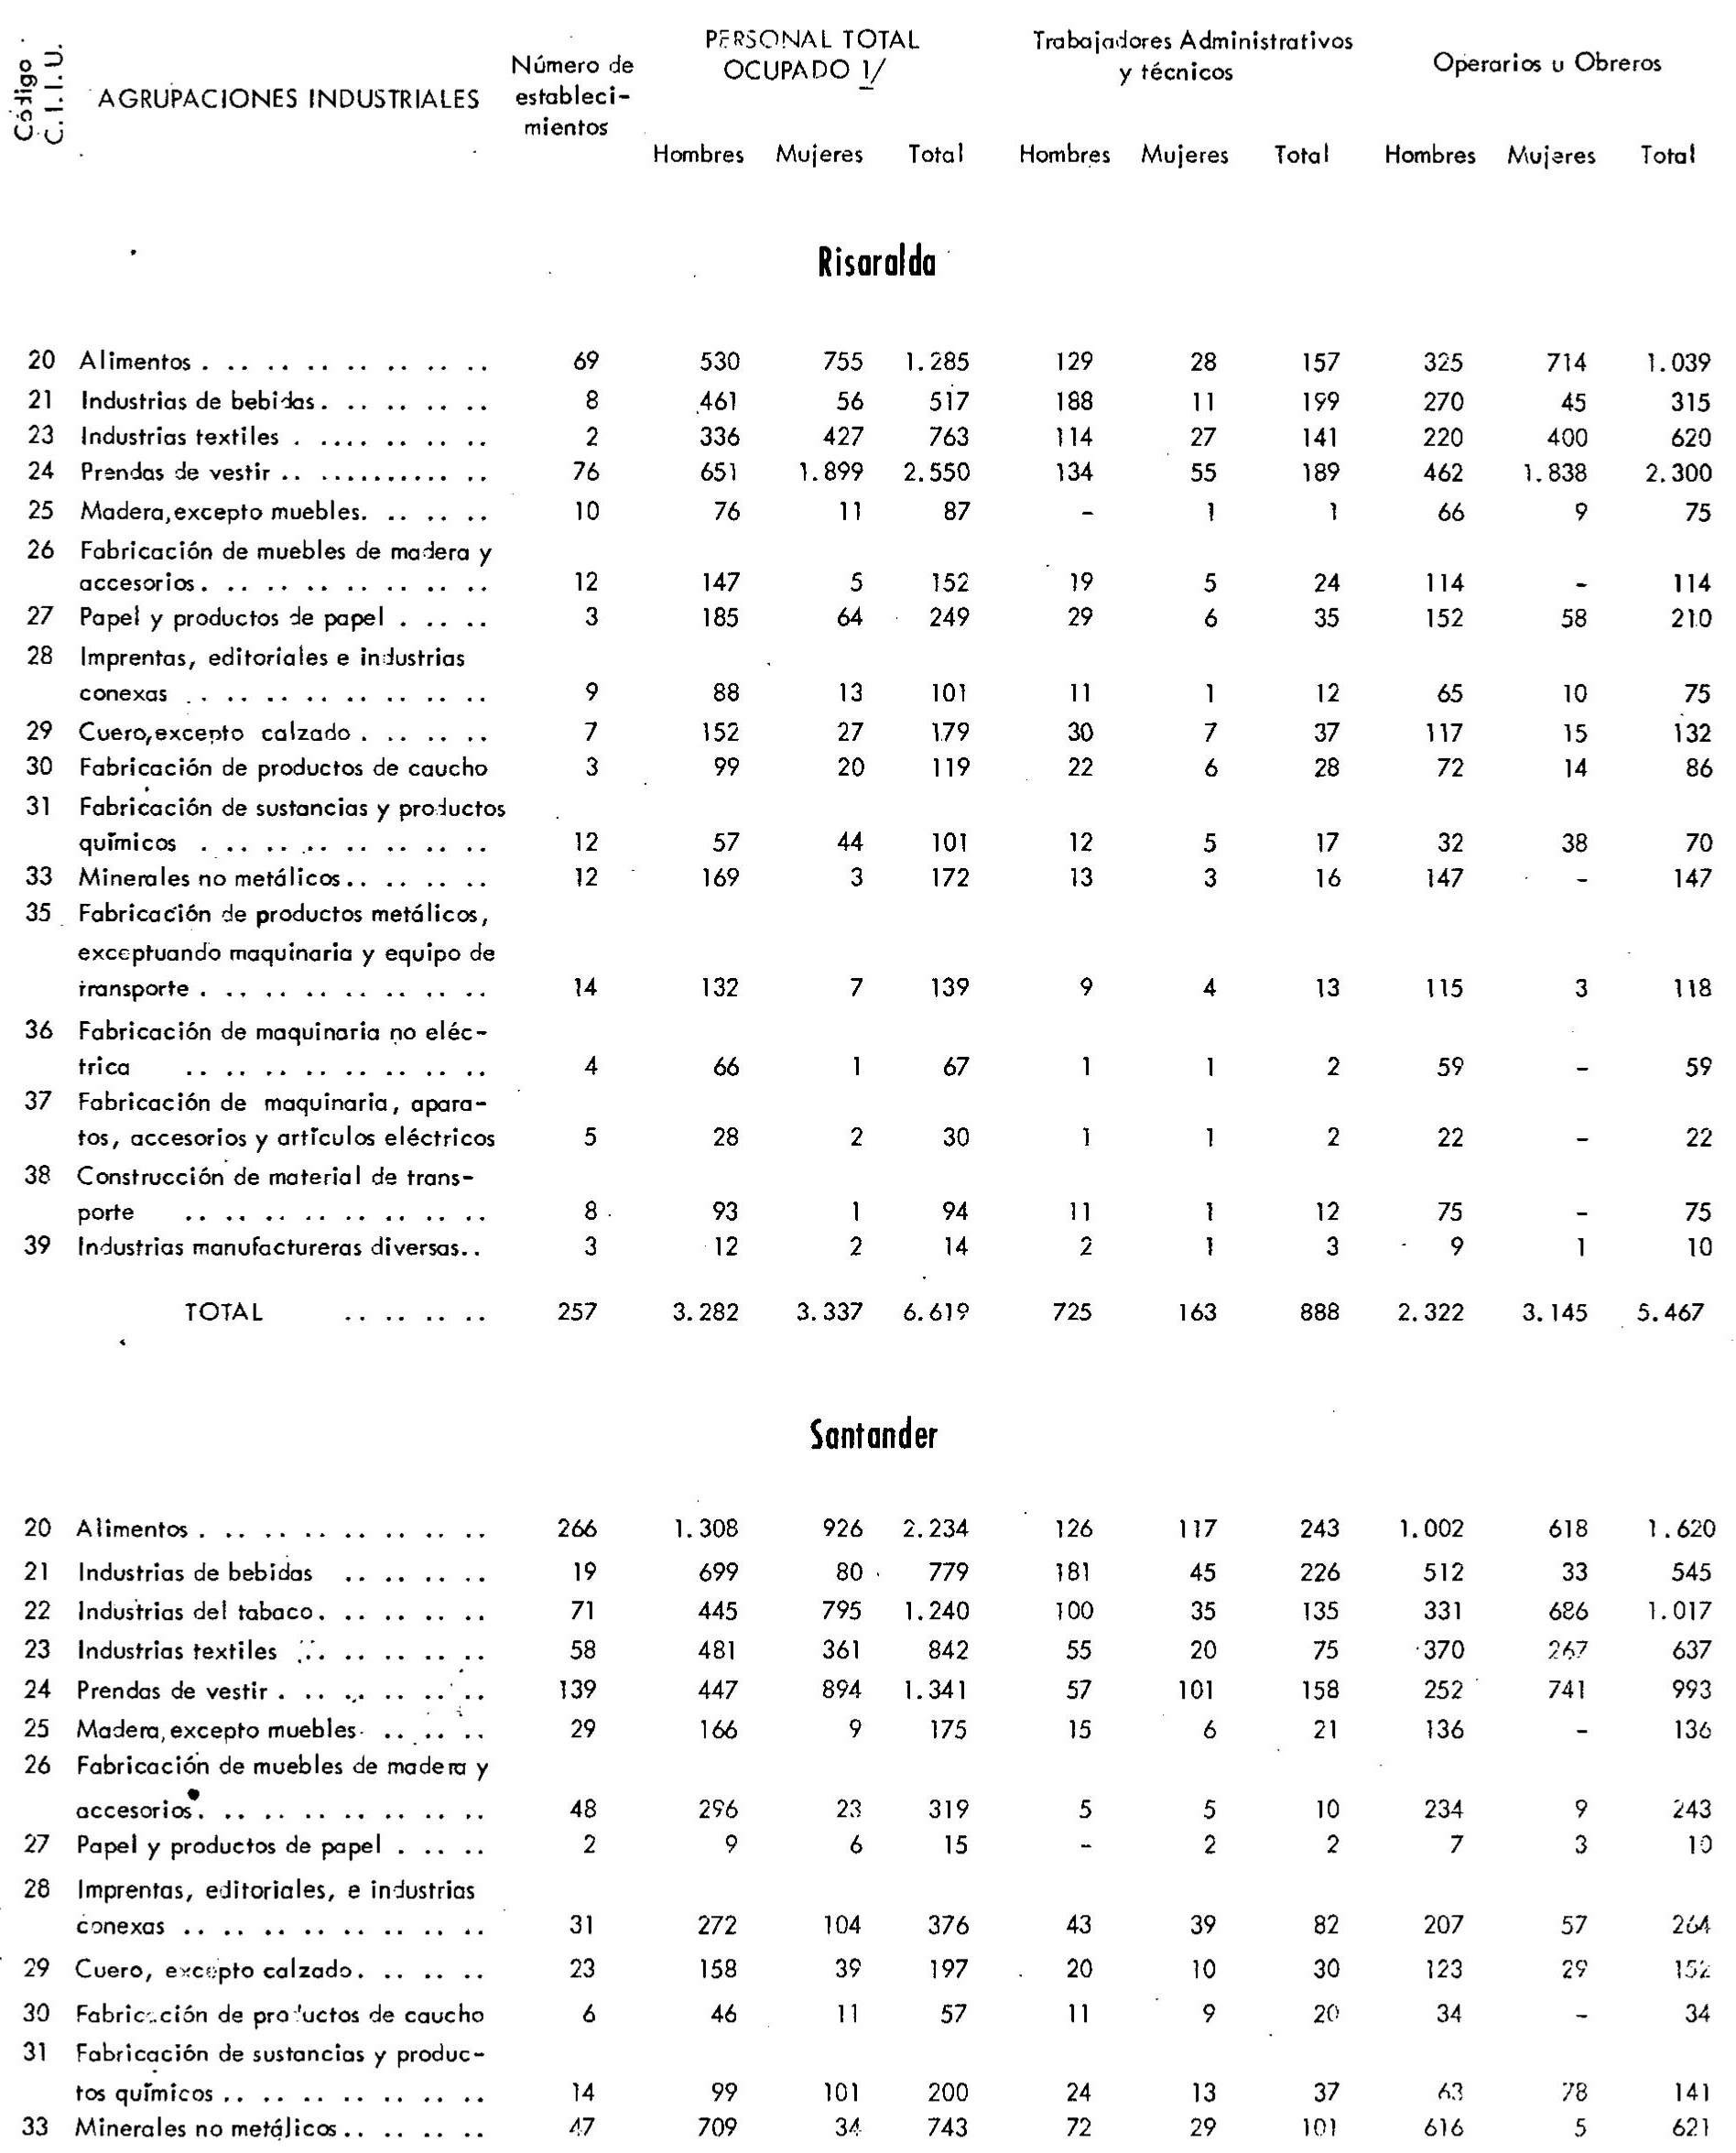 Código C.I.I.U. AGRUPACIONES INDUSTRIALES Número de estableci- mientos PERSONAL TOTAL OCUPADO 1/ Trabajadores Administrativos y técnicos Operarios u Obreros
Hombres Mujeres Total Hombres Mujeres Total Hombres Mujeres Total
Risaralda
20 Alimentos . .. .. .. .. .. .. .. 69 530 755 1.285 129 28 157 325 714 1.039
21 Industrias de bebidas. .. .. .. .. 8 461 56 517 188 11 199 270 45 315
23 Industrias textiles . .... .. .. .. 2 336 427 763 114 27 141 220 400 620
24 Prendas de vestir .. .......... .. 76 651 1.899 2.550 134 55 189 462 1.838 2.300
25 Madera,excepto muebles. .. .. .. 10 76 11 87 - 1 1 66 9 75
26 Fabricación de muebles de madera y
accesorios. .. .. .. .. .. .. .. 12 147 5 152 19 5 24 114 - 114
27 Papel y productos de papel . .. .. 3 185 64 249 29 6 35 152 58 210
28 Imprentas, editoriales e industrias
conexas .. .. .. .. .. .. .. .. 9 88 13 101 11 1 12 65 10 75
29 Cuero,excepto calzado . .. .. .. 7 152 27 179 30 7 37 117 15 132
30 Fabricación de productos de caucho 3 99 20 119 22 6 28 72 14 86
31 Fabricación de sustancias y productos
químicos . .. .. .. .. .. .. .. 12 57 44 101 12 5 17 32 38 70
33 Minerales no metálicos.. .. .. .. 12 169 3 172 13 3 16 147 - 147
35 Fabricación de productos metálicos,
exceptuando maquinaria y equipo de
transporte . .. .. .. .. .. .. .. 14 132 7 139 9 4 13 115 3 118
36 Fabricación de maquinaria no eléc-
trica .. .. .. .. .. .. .. .. 4 66 1 67 1 1 2 59 - 59
37 Fabricación de maquinaria, apara-
tos, accesorios y artículos eléctricos 5 28 2 30 1 1 2 22 - 22
38 Construcción de material de trans-
porte .. .. .. .. .. .. .. .. 8 93 1 94 11 1 12 75 - 75
39 Industrias manufactureras diversas.. 3 12 2 14 2 1 3 9 1 10
TOTAL .. .. .. .. 257 3.282 3.337 6.619 725 163 888 2.322 3.145 5.467
Santander
20 Alimentos . .. .. .. .. .. .. .. 266 1.308 926 2.234 126 117 243 1.002 618 1.620
21 Industrias de bebidas .. .. .. .. 19 699 80 779 181 45 226 512 33 545
22 Industrias del tabaco. .. .. .. .. 71 445 795 1.240 100 35 135 331 686 1.017
23 Industrias textiles .. .. .. .. .. 58 481 361 842 55 20 75 370 267 637
24 Prendas de vestir . .. .. .. .. .. 139 447 894 1.341 57 101 158 252 741 993
25 Madera,excepto muebles .. .. .. 29 166 9 175 15 6 21 136 - 136
26 Fabricación de muebles de madera y
accesorios. .. .. .. .. .. .. .. 48 296 23 319 5 5 10 234 9 243
27 Papel y productos de papel . .. .. 2 9 6 15 - 2 2 7 3 10
28 Imprentas, editoriales, e industrias
conexas .. .. .. .. .. .. .. .. 31 272 104 376 43 39 82 207 57 264
29 Cuero, excepto calzado. .. .. .. 23 158 39 197 20 10 30 123 29 152
30 Fabricación de productos de caucho 6 46 11 57 11 9 20 34 - 34
31 Fabricación de sustancias y produc-
tos químicos .. .. .. .. .. .. .. 14 99 101 200 24 13 37 63 78 141
33 Minerales no metálicos.. .. .. .. 47 709 34 743 72 29 101 616 5 621